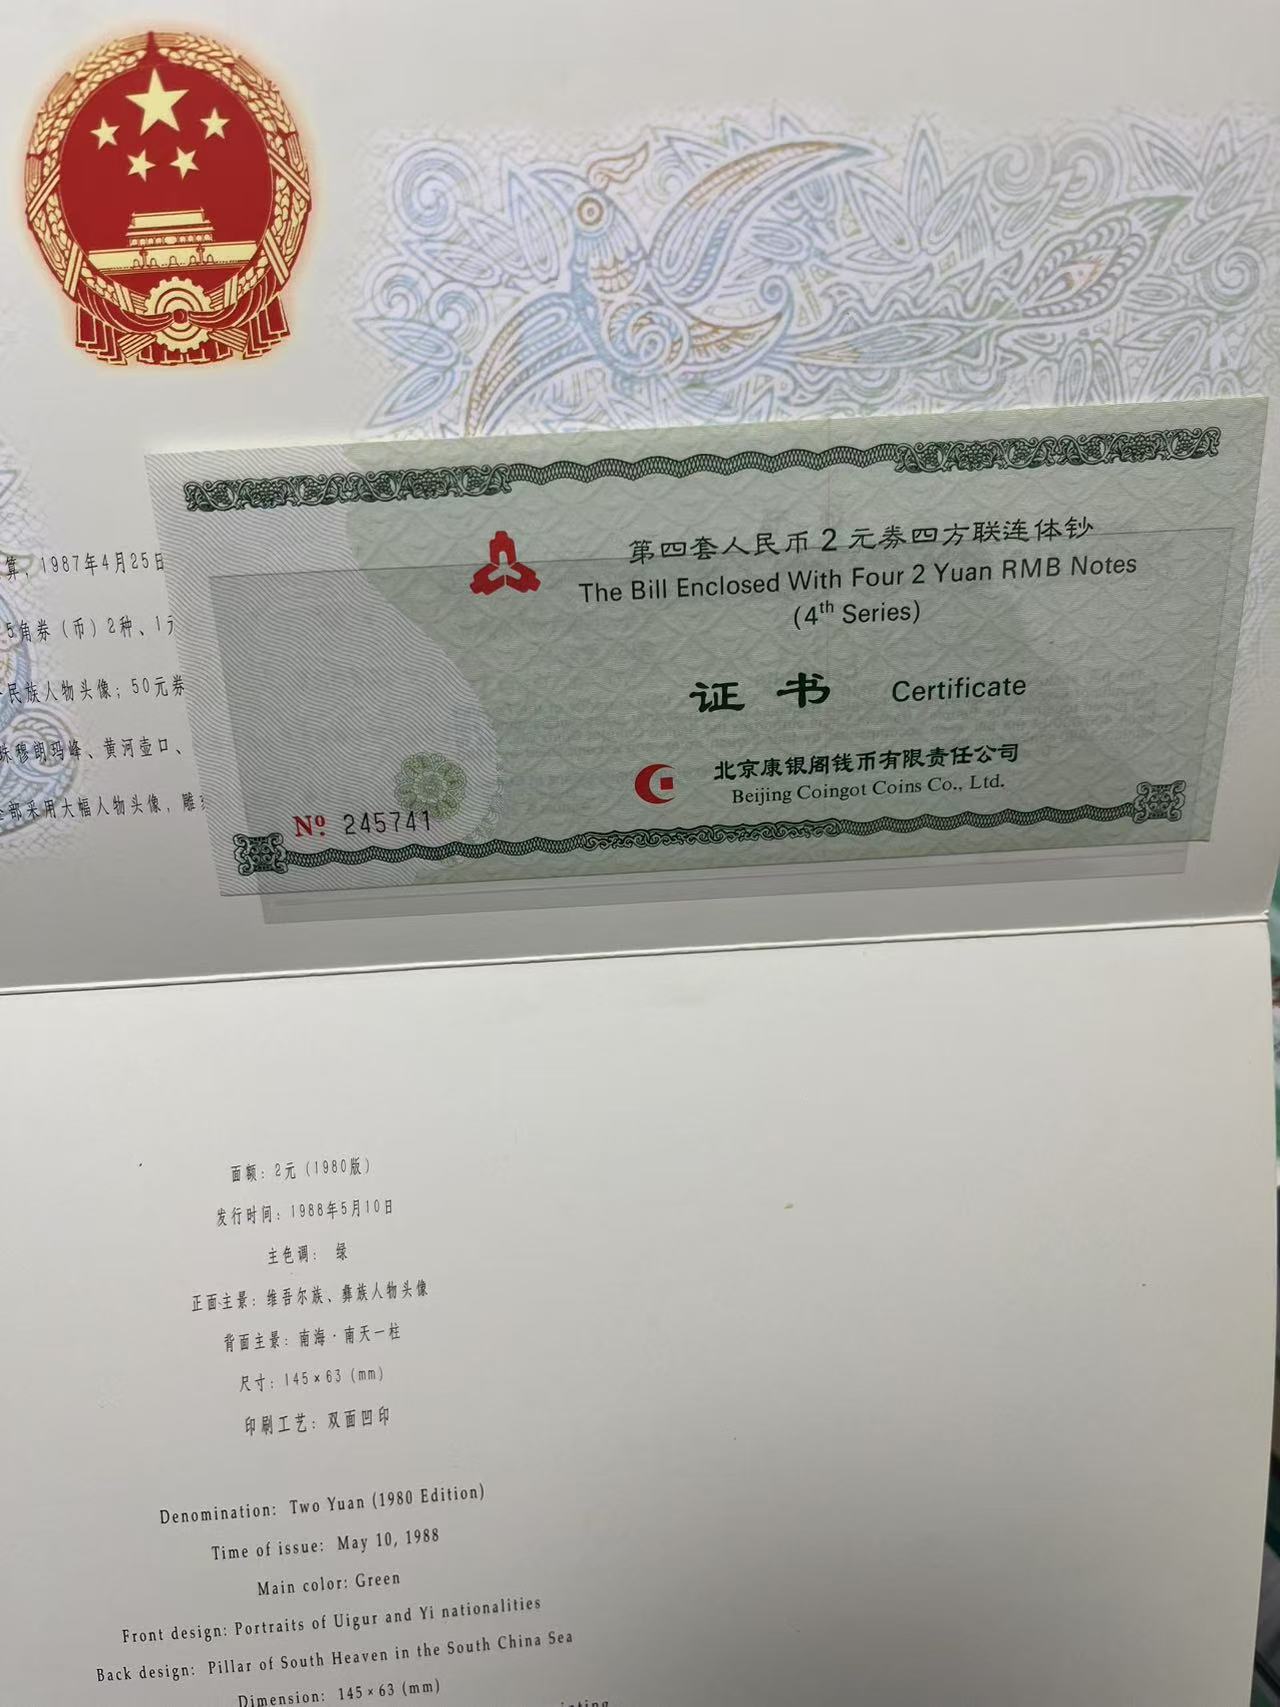 算，1987年4月25日
5角券（币）2种、1元
民族人物头像；50元券
珠穆朗玛峰、黄河壶口、
全部采用大幅人物头像，雕
第四套人民币2元券四方联连体钞
The Bill Enclosed With Four 2 Yuan RMB Notes
(4th Series)
证书 Certificate
北京康银阁钱币有限责任公司
Beijing Coingot Coins Co., Ltd.
Nº 245741
面额：2元（1980版）
发行时间：1988年5月10日
主色调： 绿
正面主景：维吾尔族、彝族人物头像
背面主景：南海·南天一柱
尺寸：145×63（mm）
印刷工艺：双面凹印
Denomination: Two Yuan (1980 Edition)
Time of issue: May 10, 1988
Main color: Green
Front design: Portraits of Uigur and Yi nationalities
Back design: Pillar of South Heaven in the South China Sea
Dimension: 145×63 (mm)